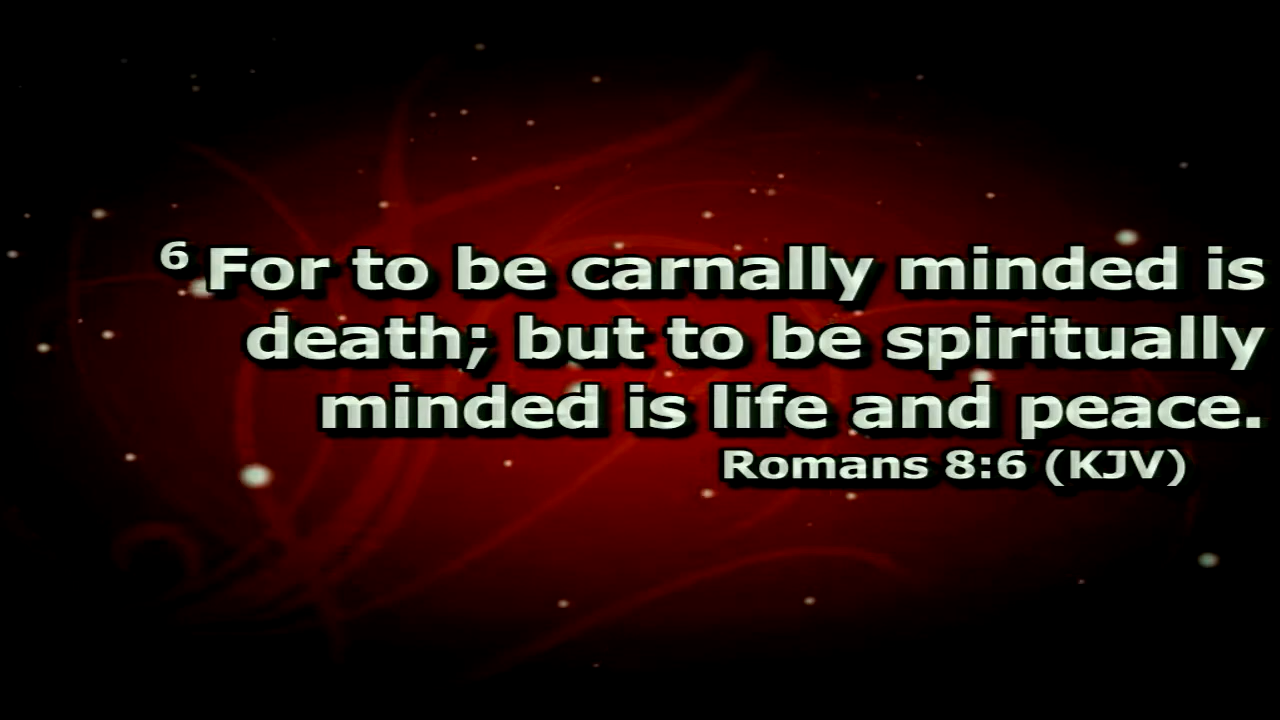 6 For to be carnally minded is
death; but to be spiritually
minded is life and peace.
Romans 8:6 (KJV)